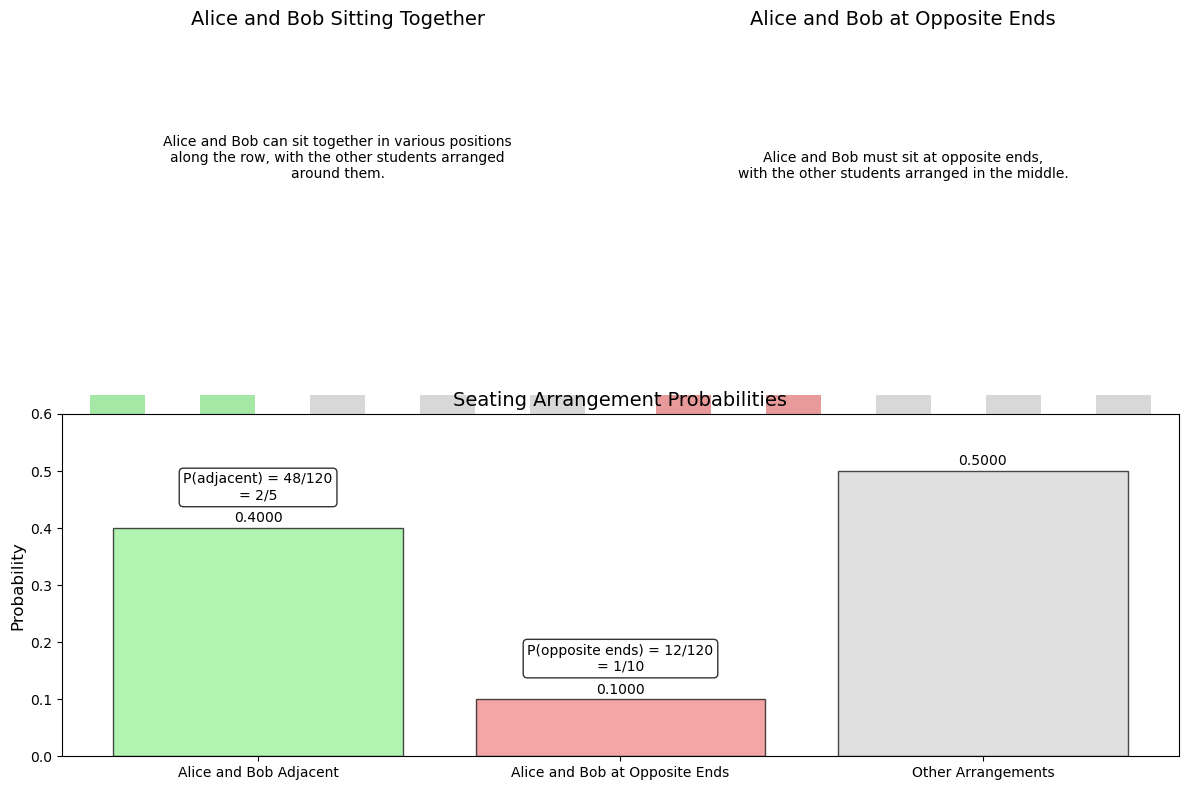 Alice and Bob Sitting Together
Alice and Bob can sit together in various positions
along the row, with the other students arranged
around them.
Alice and Bob at Opposite Ends
Alice and Bob must sit at opposite ends,
with the other students arranged in the middle.
Seating Arrangement Probabilities
Probability
0.6
0.5
0.4
0.3
0.2
0.1
0.0
P(adjacent) = 48/120
= 2/5
0.4000
P(opposite ends) = 12/120
= 1/10
0.1000
0.5000
Alice and Bob Adjacent
Alice and Bob at Opposite Ends
Other Arrangements